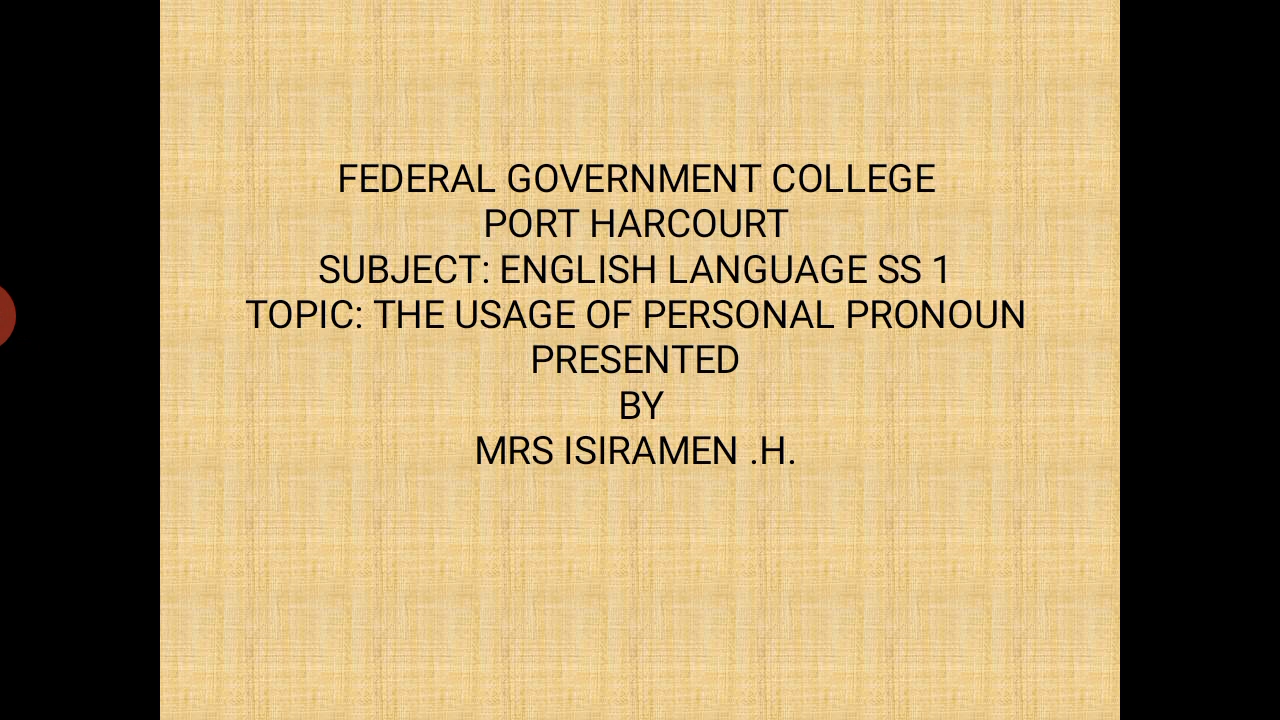 FEDERAL GOVERNMENT COLLEGE
PORT HARCOURT
SUBJECT: ENGLISH LANGUAGE SS 1
TOPIC: THE USAGE OF PERSONAL PRONOUN
PRESENTED
BY
MRS ISIRAMEN .H.